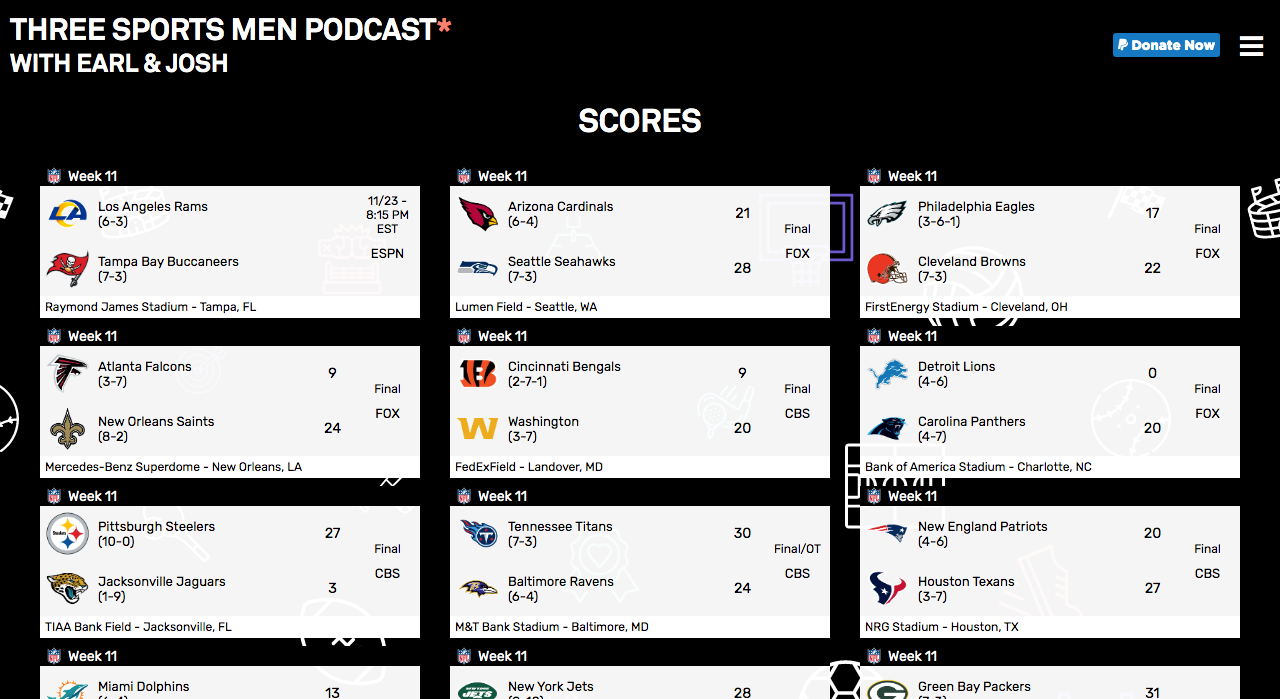 THREE SPORTS MEN PODCAST*
WITH EARL & JOSH
Donate Now
SCORES
Week 11
Los Angeles Rams
(6-3)
11/23 -
8:15 PM
EST
ESPN
Tampa Bay Buccaneers
(7-3)
Raymond James Stadium - Tampa, FL
Week 11
Arizona Cardinals
(6-4)
21
Final
FOX
Seattle Seahawks
(7-3)
28
Lumen Field - Seattle, WA
Week 11
Philadelphia Eagles
(3-6-1)
17
Final
FOX
Cleveland Browns
(7-3)
22
FirstEnergy Stadium - Cleveland, OH
Week 11
Atlanta Falcons
(3-7)
9
Final
FOX
New Orleans Saints
(8-2)
24
Mercedes-Benz Superdome - New Orleans, LA
Week 11
Cincinnati Bengals
(2-7-1)
9
Final
CBS
Washington
(3-7)
20
FedExField - Landover, MD
Week 11
Detroit Lions
(4-6)
0
Final
FOX
Carolina Panthers
(4-7)
20
Bank of America Stadium - Charlotte, NC
Week 11
Pittsburgh Steelers
(10-0)
27
Final
CBS
Jacksonville Jaguars
(1-9)
3
TIAA Bank Field - Jacksonville, FL
Week 11
Tennessee Titans
(7-3)
30
Final/OT
CBS
Baltimore Ravens
(6-4)
24
M&T Bank Stadium - Baltimore, MD
Week 11
New England Patriots
(4-6)
20
Final
CBS
Houston Texans
(3-7)
27
NRG Stadium - Houston, TX
Week 11
Miami Dolphins
13
Week 11
New York Jets
28
Week 11
Green Bay Packers
31